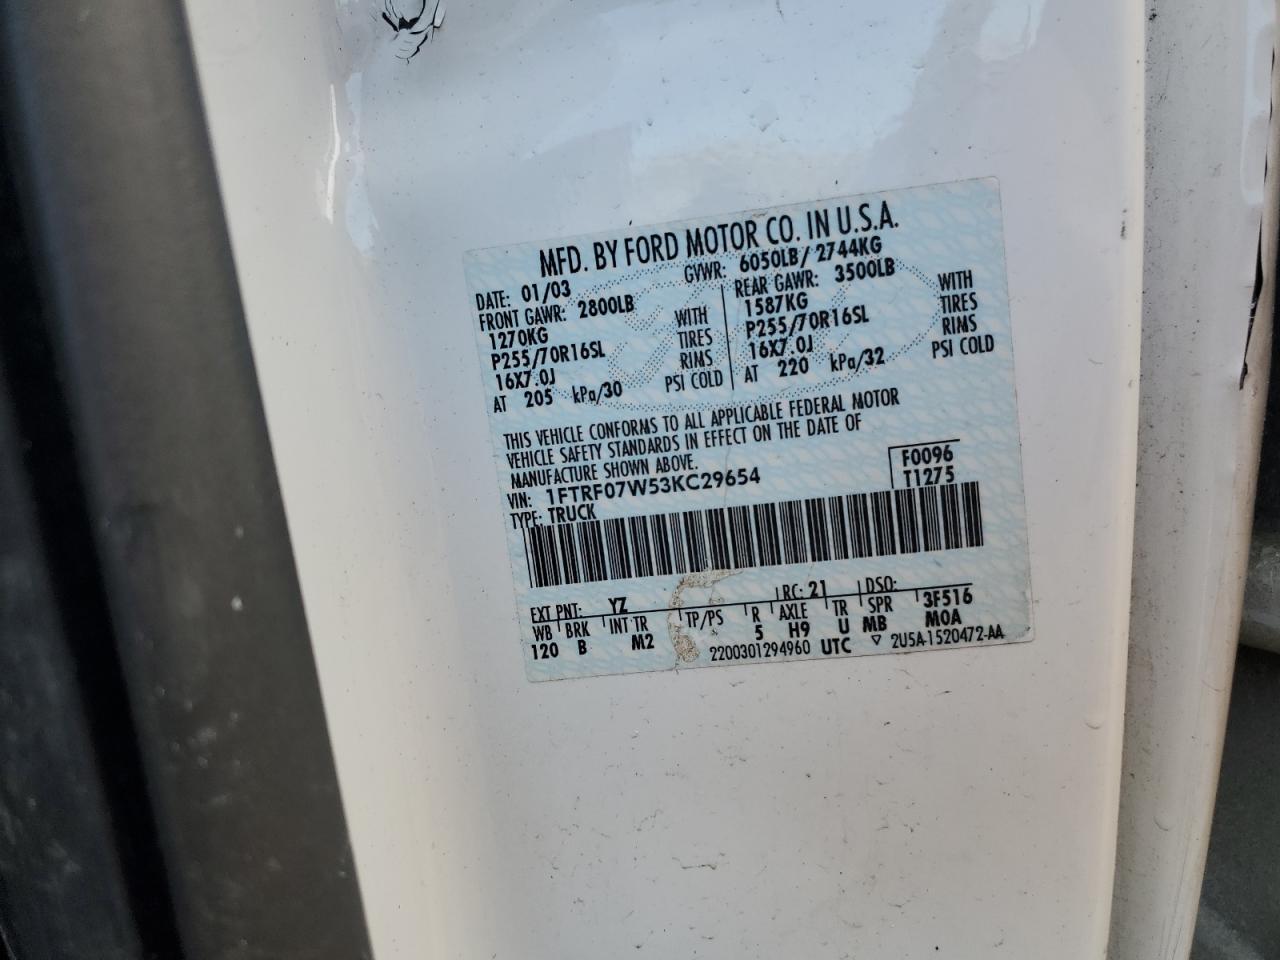 MFD. BY FORD MOTOR CO. IN U.S.A.
DATE: 01/03 GVWR: 6050LB/ 2744KG
FRONT GAWR: 2800LB REAR GAWR: 3500LB
1270KG WITH 1587KG WITH
P255/70R16SL TIRES P255/70R16SL TIRES
16X7.0J RIMS 16X7.0J RIMS
AT 205 kPa/30 PSI COLD AT 220 kPa/32 PSI COLD
THIS VEHICLE CONFORMS TO ALL APPLICABLE FEDERAL MOTOR
VEHICLE SAFETY STANDARDS IN EFFECT ON THE DATE OF
MANUFACTURE SHOWN ABOVE.
VIN: 1FTRF07W53KC29654 F0096
TYPE: TRUCK T1275
EXT PNT: YZ RC: 21 DSO:
WB BRK INT TR TP/PS R AXLE TR SPR 3F516
120 B M2 5 H9 U MB MOA
2200301294960 UTC ▽ 2U5A-1520472-AA